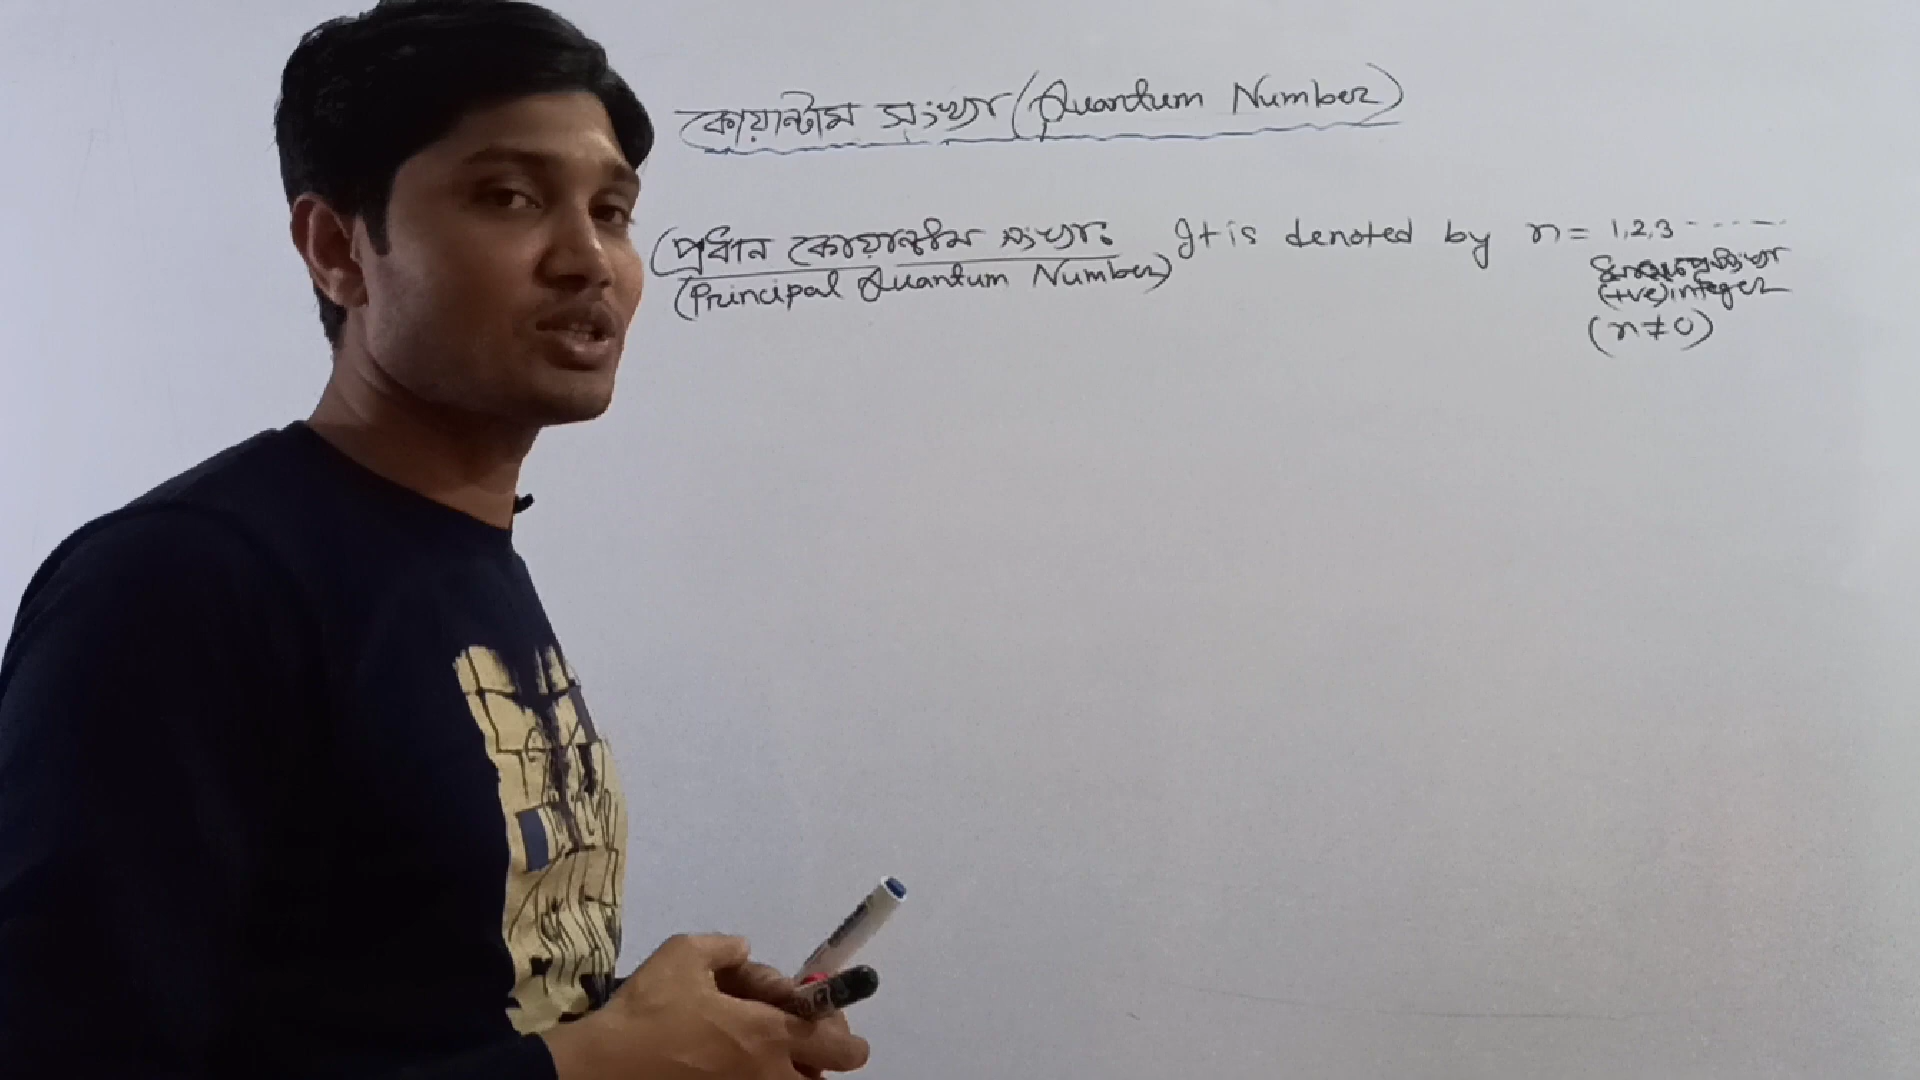 কোয়ান্টাম সংখ্যা (Quantum Number)
(প্রধান কোয়ান্টাম সংখ্যাঃ It is denoted by n = 1,2,3 - - - - -
(Principal Quantum Number)
(+ve) integer
(n ≠ 0)